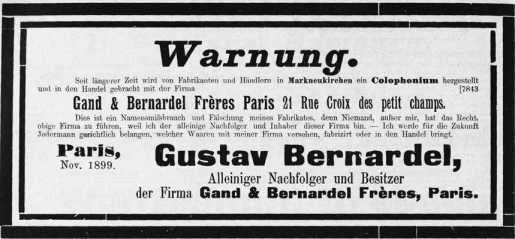 Warnung.
Seit längerer Zeit wird von Fabrikanten und Händlern in Markneukirchen ein Colophonium hergestellt
und in den Handel gebracht mit der Firma [7843
Gand & Bernardel Frères Paris 21 Rue Croix des petit champs.
Dies ist ein Namensmißbrauch und Fälschung meines Fabrikates, denn Niemand, außer mir, hat das Recht,
obige Firma zu führen, weil ich der alleinige Nachfolger und Inhaber dieser Firma bin. — Ich werde für die Zukunft
Jedermann gerichtlich belangen, welcher Waaren mit meiner Firma versehen, fabrizirt oder in den Handel bringt.
Paris,
Nov. 1899.
Gustav Bernardel,
Alleiniger Nachfolger und Besitzer
der Firma Gand & Bernardel Frères, Paris.